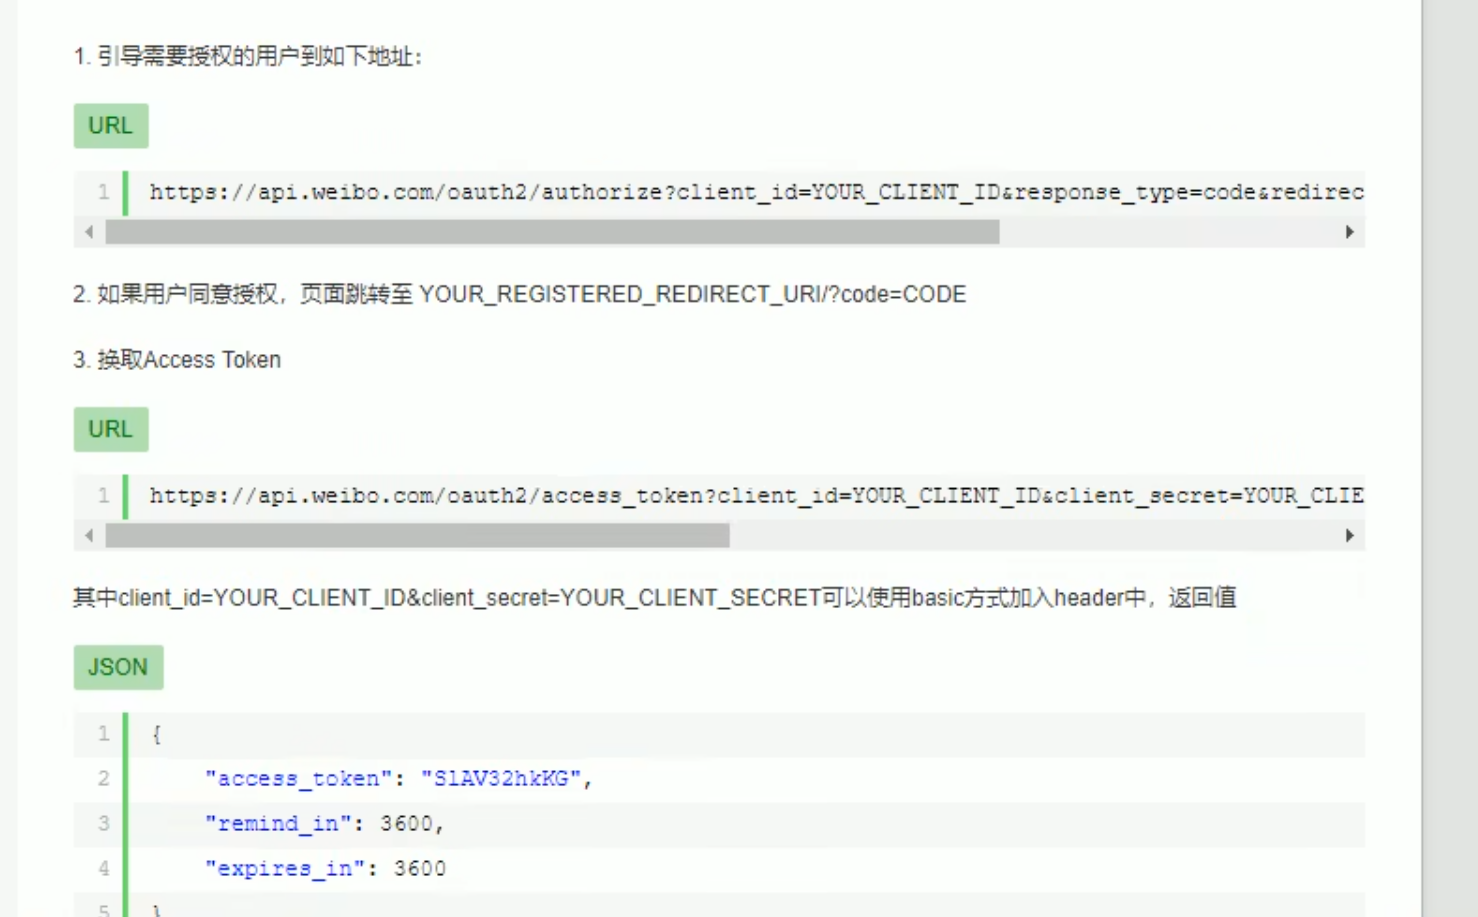 1. 引导需要授权的用户到如下地址：
URL
1 https://api.weibo.com/oauth2/authorize?client_id=YOUR_CLIENT_ID&response_type=code&redirec
2. 如果用户同意授权，页面跳转至 YOUR_REGISTERED_REDIRECT_URI/?code=CODE
3. 换取Access Token
URL
1 https://api.weibo.com/oauth2/access_token?client_id=YOUR_CLIENT_ID&client_secret=YOUR_CLIE
其中client_id=YOUR_CLIENT_ID&client_secret=YOUR_CLIENT_SECRET可以使用basic方式加入header中，返回值
JSON
1 {
2 "access_token": "SlAV32hkKG",
3 "remind_in": 3600,
4 "expires_in": 3600
5 }